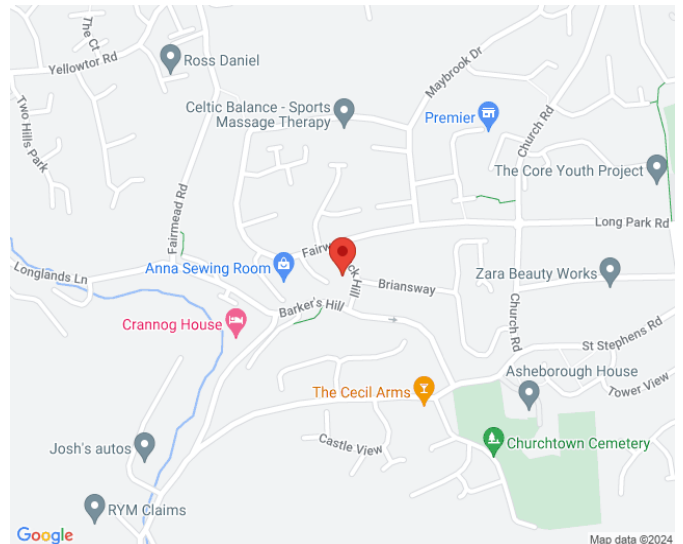 The Ct
Yellowtor Rd
Ross Daniel
Two Hills Park
Celtic Balance - Sports
Massage Therapy
Maybrook Dr
Premier
Church Rd
The Core Youth Project
Fairmead Rd
Long Park Rd
Longlands Ln
Anna Sewing Room
Briansway
Zara Beauty Works
Crannog House
Barker's Hill
Church Rd
St Stephens Rd
Asheborough House
The Cecil Arms
Tower View
Castle View
Churchtown Cemetery
Josh's autos
RYM Claims
Google
Map data ©2024